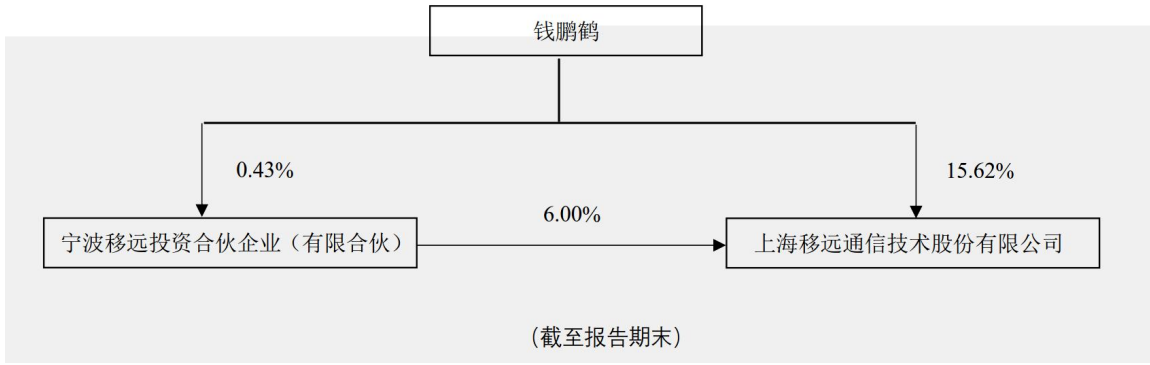 钱鹏鹤
0.43%
15.62%
6.00%
宁波移远投资合伙企业（有限合伙）
上海移远通信技术股份有限公司
（截至报告期末）